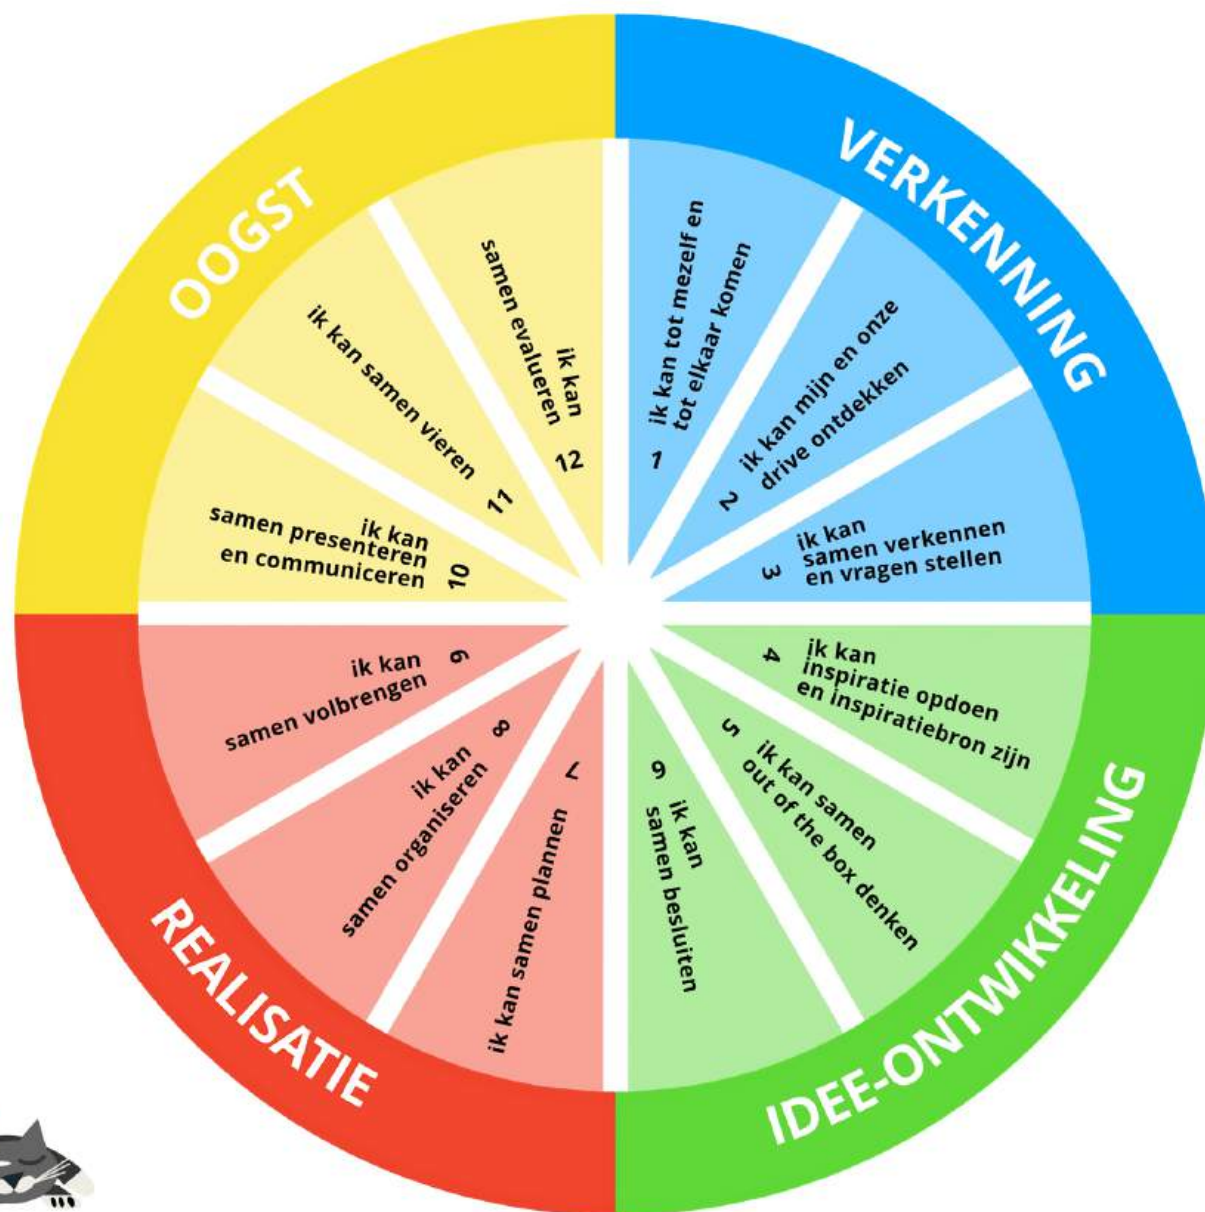 VERKENNING
1
ik kan tot mezelf en
tot elkaar komen
2
ik kan mijn en onze
drive ontdekken
3
ik kan
samen verkennen
en vragen stellen
IDEE-ONTWIKKELING
4
ik kan
inspiratie opdoen
en inspiratiebron zijn
5
ik kan samen
out of the box denken
6
ik kan
samen besluiten
REALISATIE
7
ik kan samen plannen
8
ik kan
samen organiseren
9
ik kan
samen volbrengen
OOGST
10
ik kan
samen presenteren
en communiceren
11
ik kan samen vieren
12
ik kan
samen evalueren